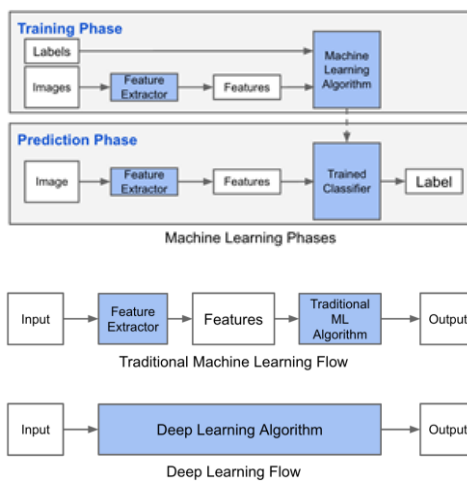 Training Phase
Labels
Images
Feature
Extractor
Features
Machine
Learning
Algorithm
Prediction Phase
Image
Feature
Extractor
Features
Trained
Classifier
Label
Machine Learning Phases
Input
Feature
Extractor
Features
Traditional
ML
Algorithm
Output
Traditional Machine Learning Flow
Input
Deep Learning Algorithm
Output
Deep Learning Flow